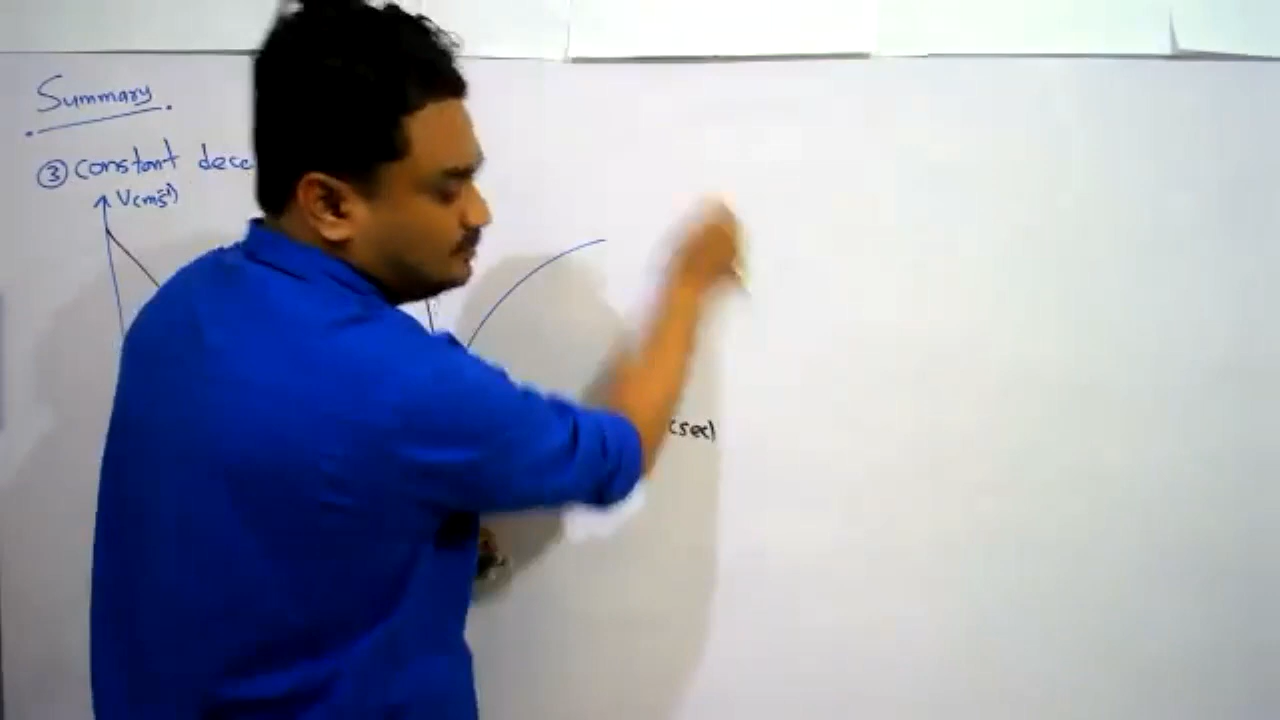 Summary
③ constant dece
V(ms⁻¹)
(sec)